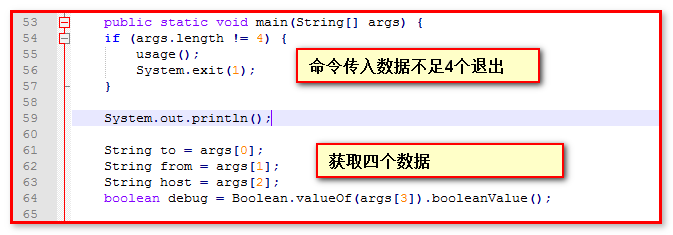 53 public static void main(String[] args) {
54 if (args.length != 4) {
55 usage();
56 System.exit(1);
57 }
命令传入数据不足4个退出
58
59 System.out.println();
60
61 String to = args[0];
62 String from = args[1];
63 String host = args[2];
64 boolean debug = Boolean.valueOf(args[3]).booleanValue();
获取四个数据
65